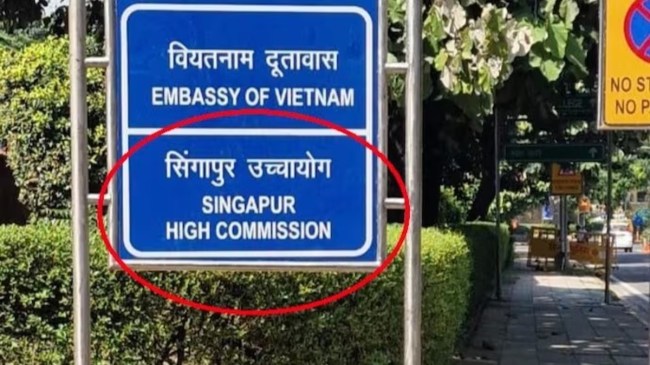 वियतनाम दूतावास
EMBASSY OF VIETNAM
सिंगापुर उच्चायोग
SINGAPUR
HIGH COMMISSION
NO ST
NO P